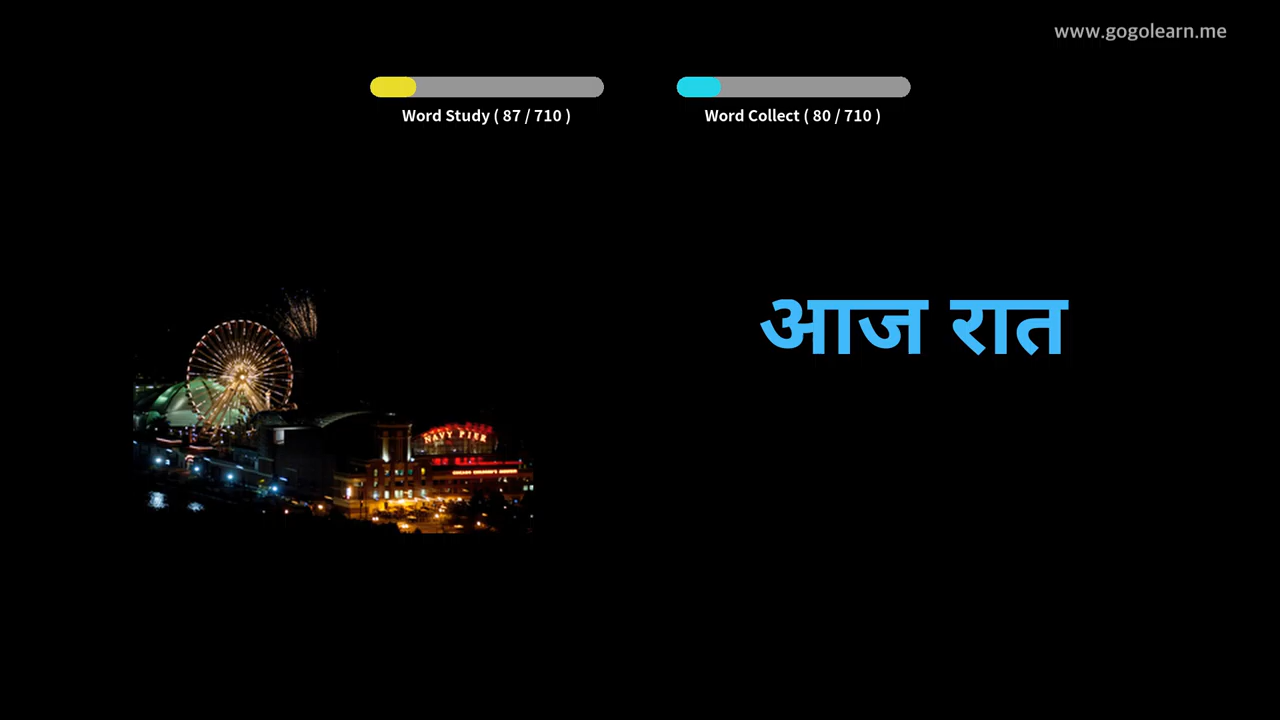 www.gogolearn.me
Word Study ( 87 / 710 )
Word Collect ( 80 / 710 )
आज रात
NAVY PIER